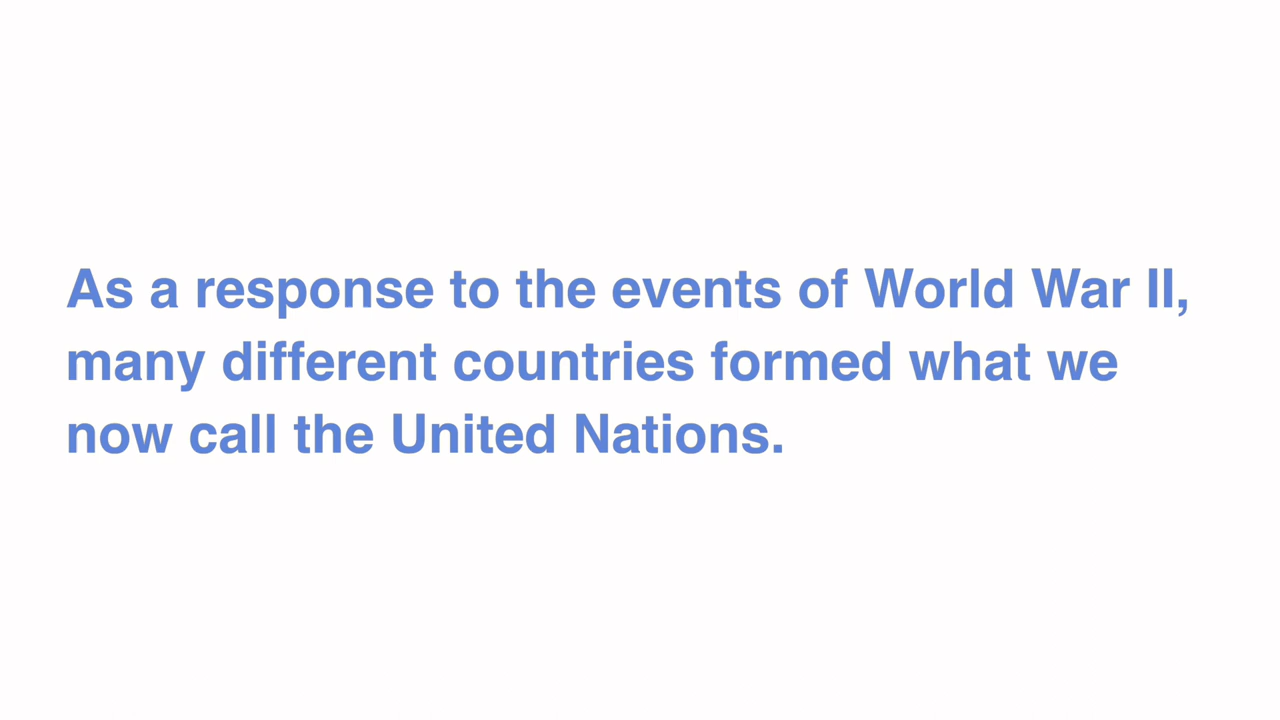 As a response to the events of World War II,
many different countries formed what we
now call the United Nations.